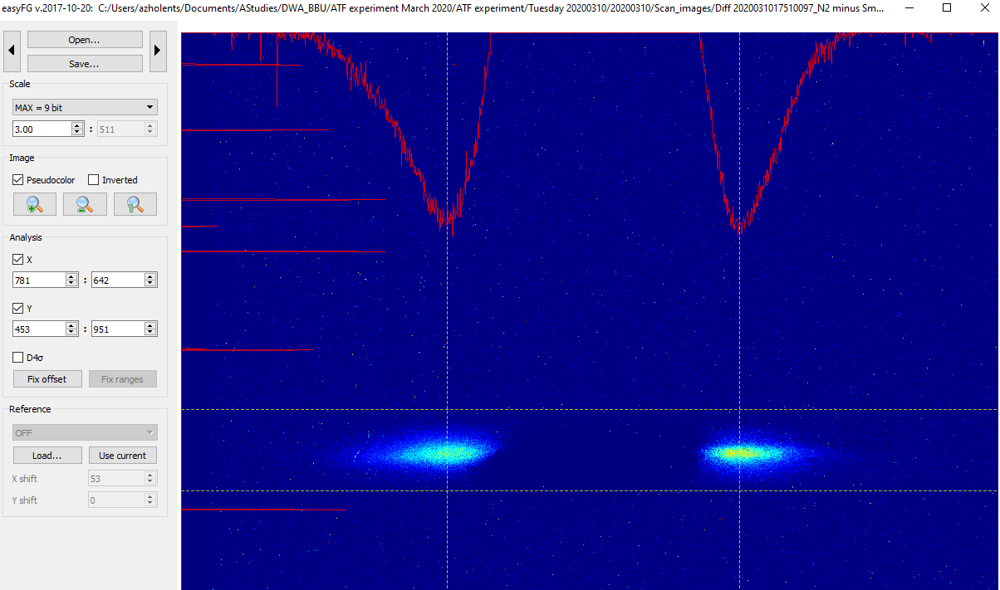 easyFG v.2017-10-20: C:/Users/azholents/Documents/AStudies/DWA_BBU/ATF experiment March 2020/ATF experiment/Tuesday 20200310/20200310/Scan_images/Diff 2020031017510097_N2 minus Sm...
Open...
Save...
Scale
MAX = 9 bit
3.00 : 511
Image
Pseudocolor Inverted
Analysis
X
781 : 642
Y
453 : 951
D4σ
Fix offset Fix ranges
Reference
OFF
Load... Use current
X shift 53
Y shift 0